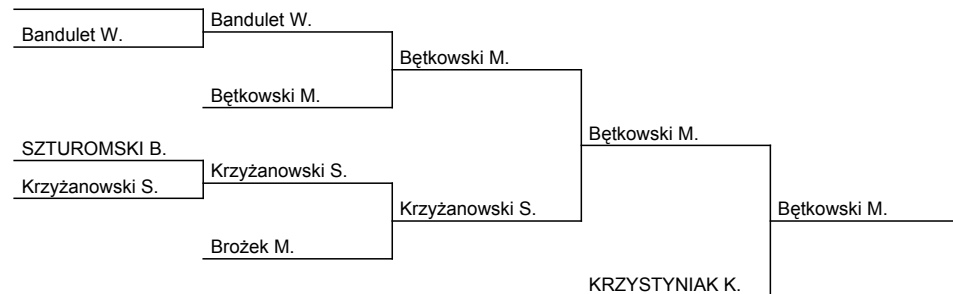 Bandulet W.
Bandulet W.
Bętkowski M.
Bętkowski M.
Bętkowski M.
SZTUROMSKI B.
Krzyżanowski S.
Krzyżanowski S.
Krzyżanowski S.
Bętkowski M.
Brożek M.
KRZYSTYNIAK K.